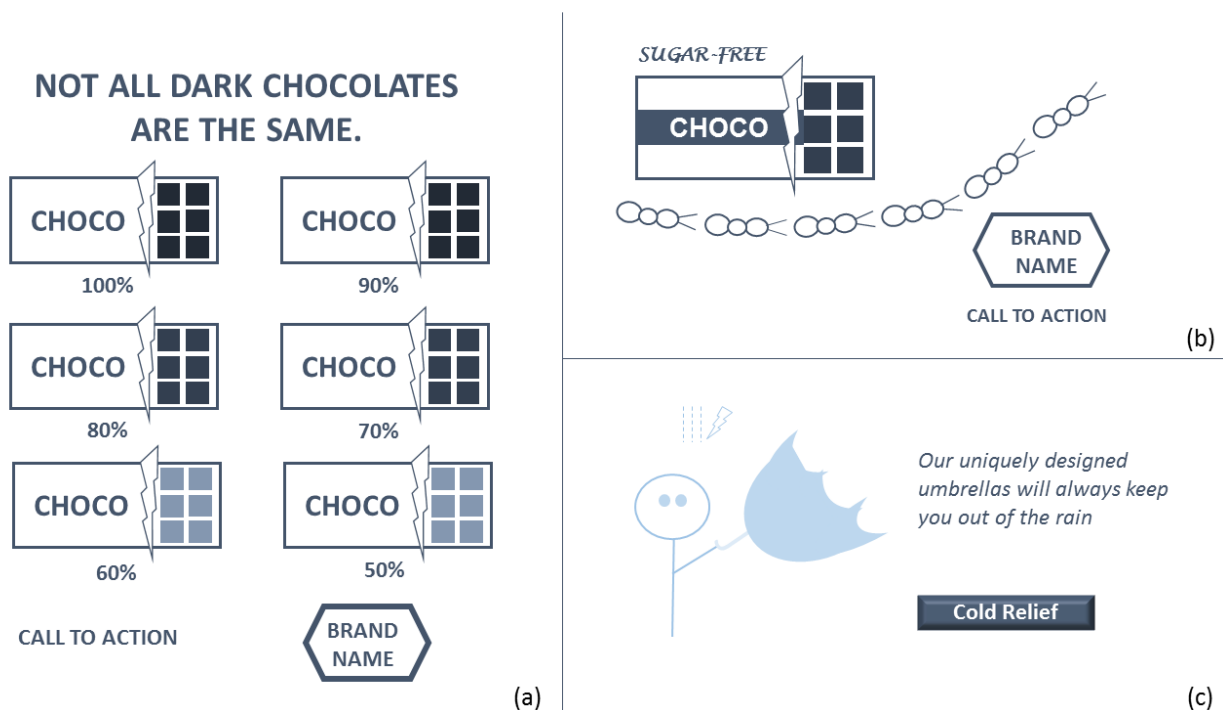 NOT ALL DARK CHOCOLATES
ARE THE SAME.
CHOCO
100%
CHOCO
90%
CHOCO
80%
CHOCO
70%
CHOCO
60%
CHOCO
50%
CALL TO ACTION
BRAND
NAME
(a)
SUGAR-FREE
CHOCO
BRAND
NAME
CALL TO ACTION
(b)
Our uniquely designed
umbrellas will always keep
you out of the rain
Cold Relief
(c)